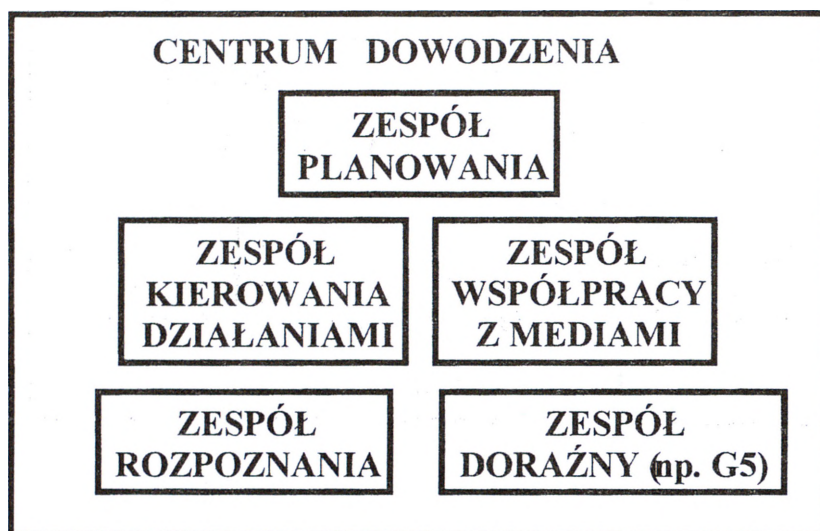 CENTRUM DOWODZENIA
ZESPÓŁ
PLANOWANIA
ZESPÓŁ
KIEROWANIA
DZIAŁANIAMI
ZESPÓŁ
WSPÓŁPRACY
Z MEDIAMI
ZESPÓŁ
ROZPOZNANIA
ZESPÓŁ
DORAŹNY (np. G5)